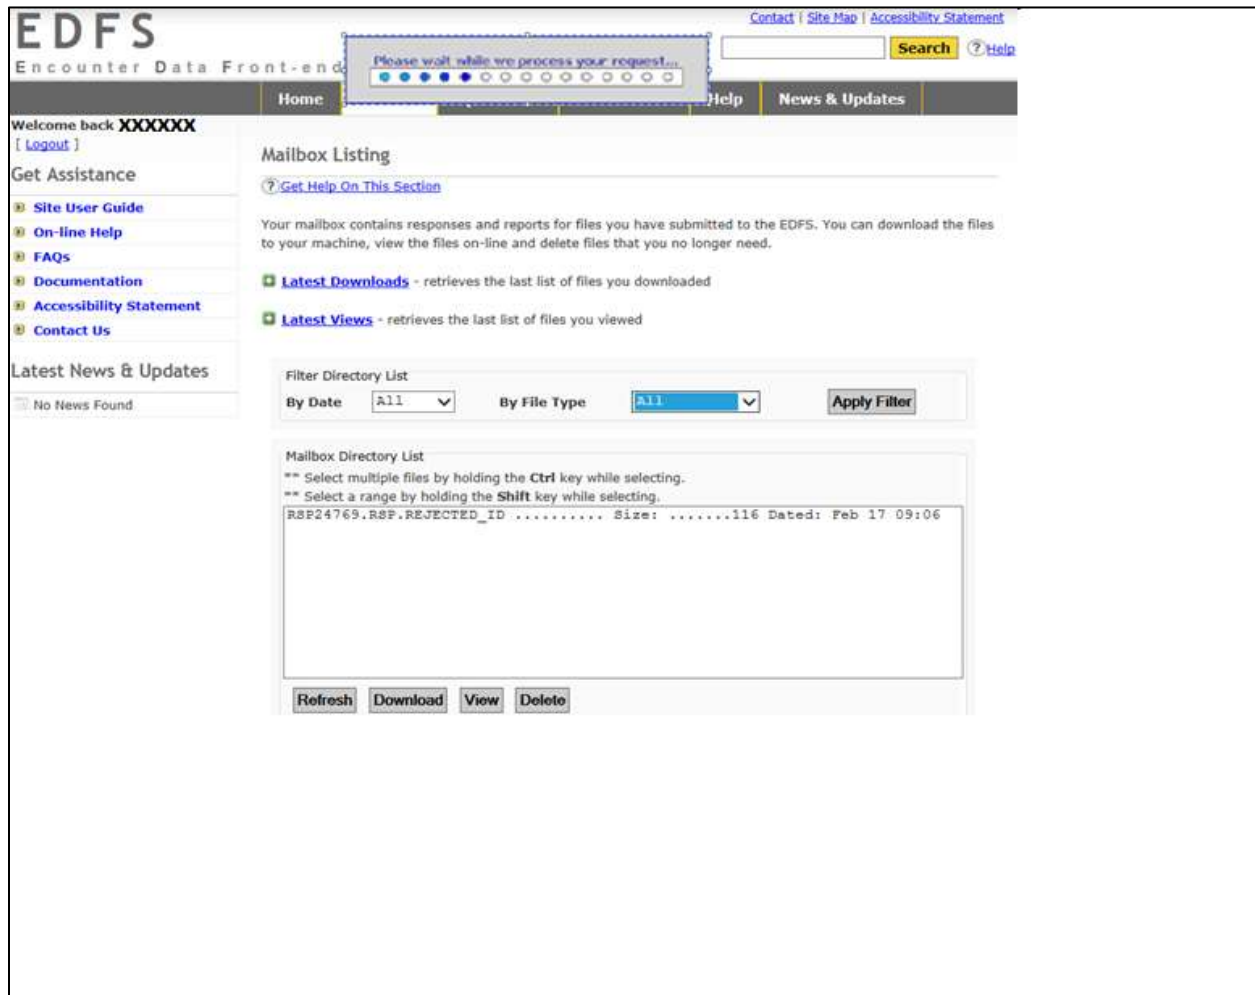 EDFS
Contact | Site Map | Accessibility Statement
Search Help
Encounter Data Front-end
Please wait while we process your request...
Home Help News & Updates
Welcome back XXXXXX
[ Logout ]
Mailbox Listing
Get Assistance
Get Help On This Section
Site User Guide
On-line Help
FAQs
Documentation
Accessibility Statement
Contact Us
Your mailbox contains responses and reports for files you have submitted to the EDFS. You can download the files
to your machine, view the files on-line and delete files that you no longer need.
Latest Downloads - retrieves the last list of files you downloaded
Latest Views - retrieves the last list of files you viewed
Latest News & Updates
No News Found
Filter Directory List
By Date All By File Type All Apply Filter
Mailbox Directory List
** Select multiple files by holding the Ctrl key while selecting.
** Select a range by holding the Shift key while selecting.
RSP24769.RSP.REJECTED_ID .......... Size: .......116 Dated: Feb 17 09:06
Refresh Download View Delete